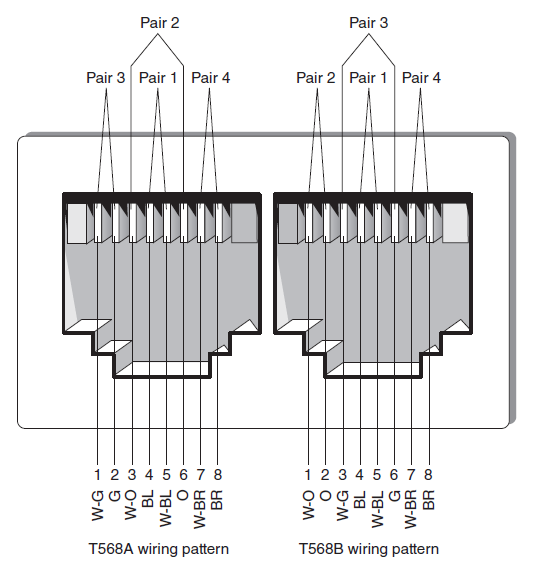 Pair 2 Pair 3
Pair 3 Pair 1 Pair 4 Pair 2 Pair 1 Pair 4
1 2 3 4 5 6 7 8 1 2 3 4 5 6 7 8
W-G G W-O BL W-BL O W-BR BR W-O O W-G BL W-BL G W-BR BR
T568A wiring pattern T568B wiring pattern